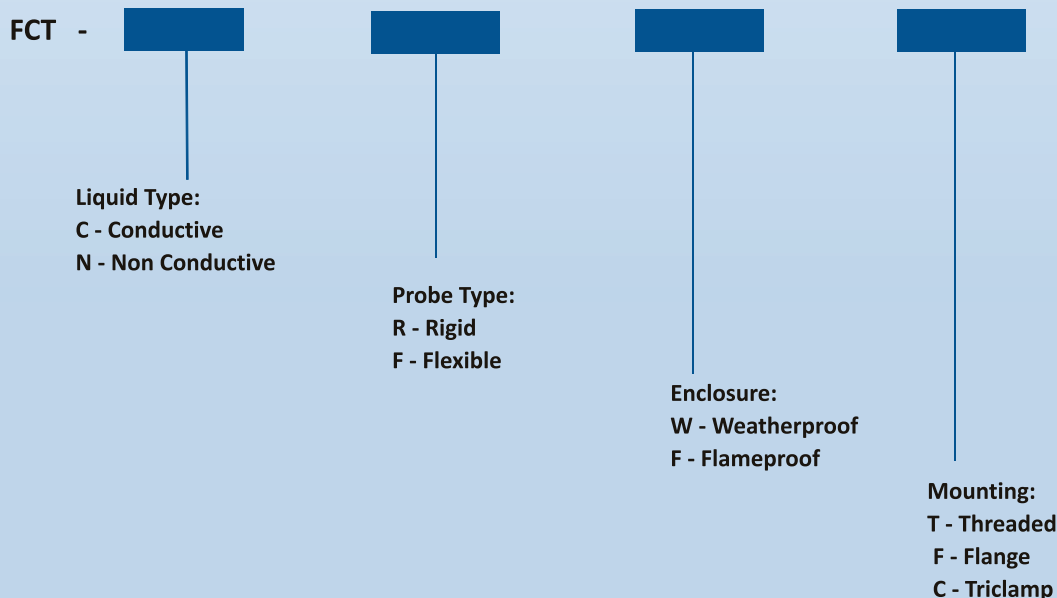 FCT -
Liquid Type:
C - Conductive
N - Non Conductive
Probe Type:
R - Rigid
F - Flexible
Enclosure:
W - Weatherproof
F - Flameproof
Mounting:
T - Threaded
F - Flange
C - Triclamp